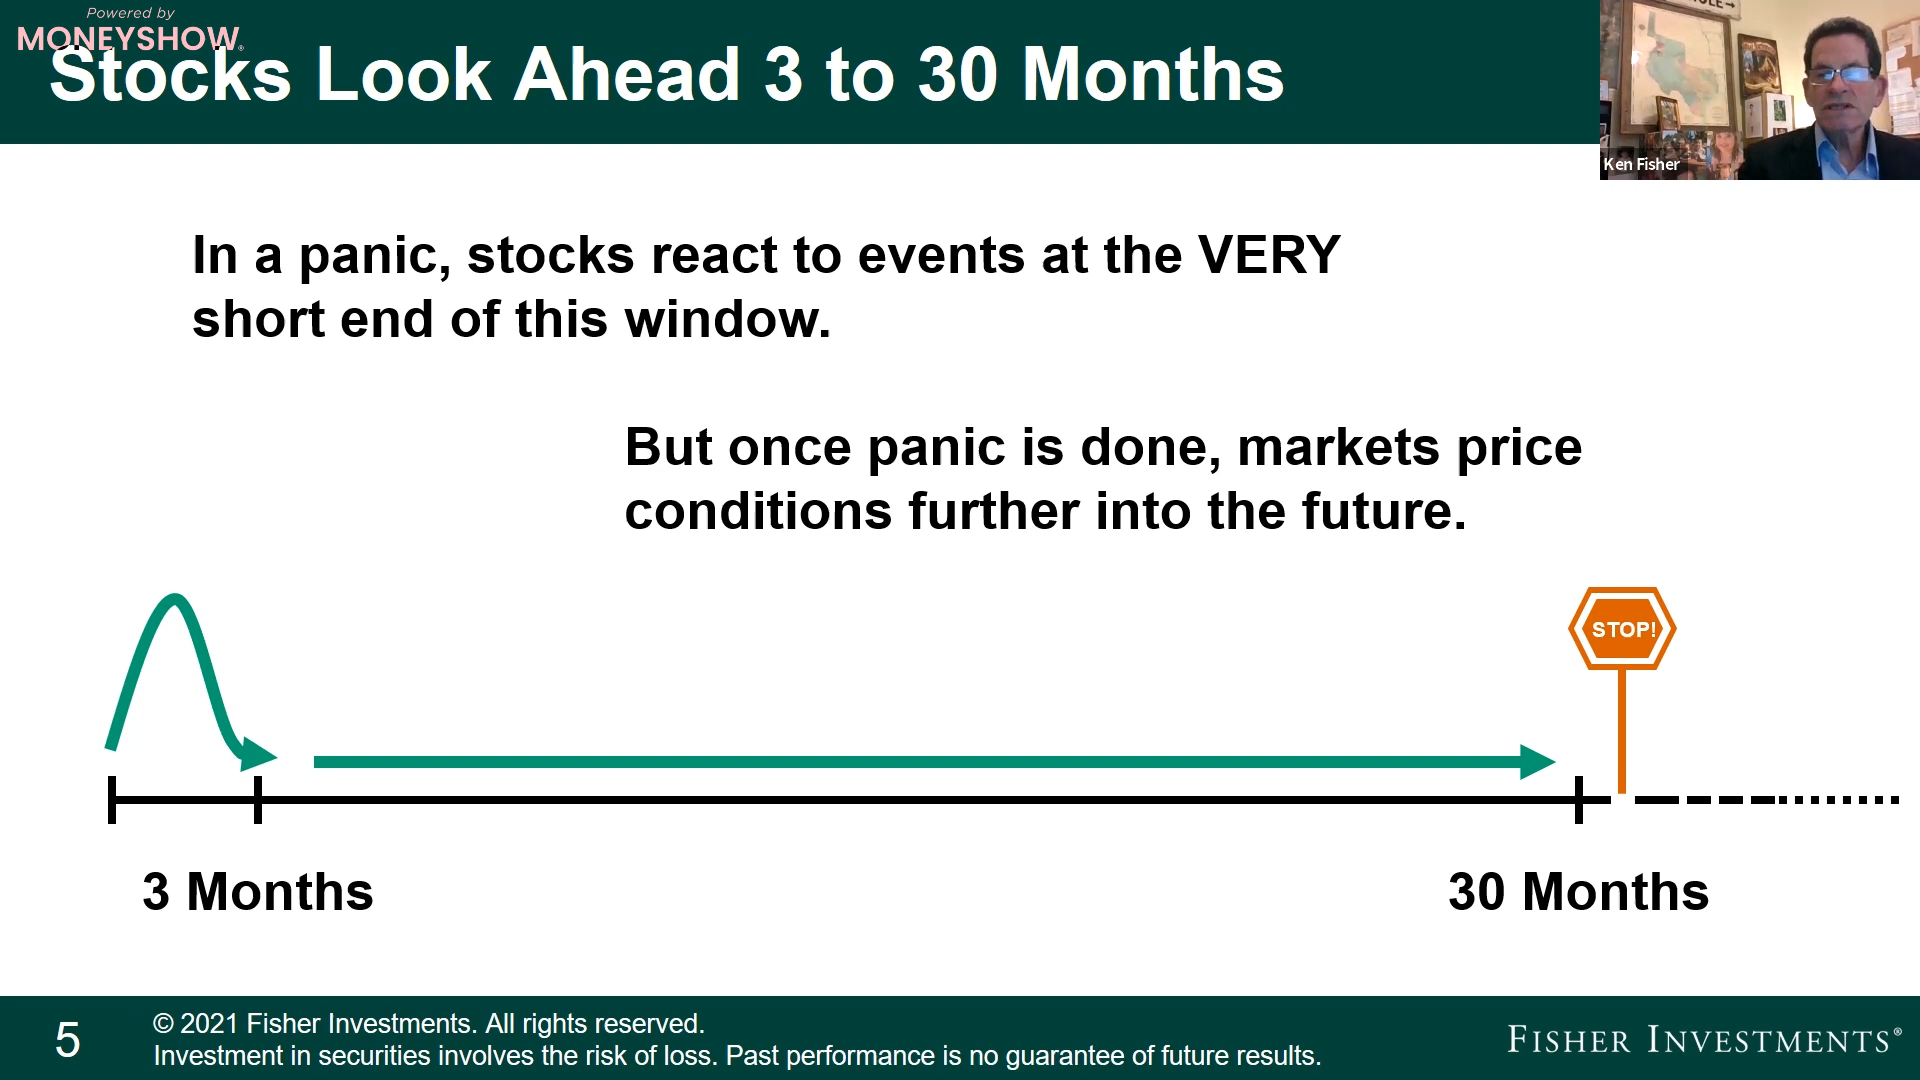 Powered by
MONEYSHOW®
Stocks Look Ahead 3 to 30 Months
Ken Fisher
In a panic, stocks react to events at the VERY
short end of this window.
But once panic is done, markets price
conditions further into the future.
STOP!
3 Months
30 Months
5
© 2021 Fisher Investments. All rights reserved.
Investment in securities involves the risk of loss. Past performance is no guarantee of future results.
FISHER INVESTMENTS®